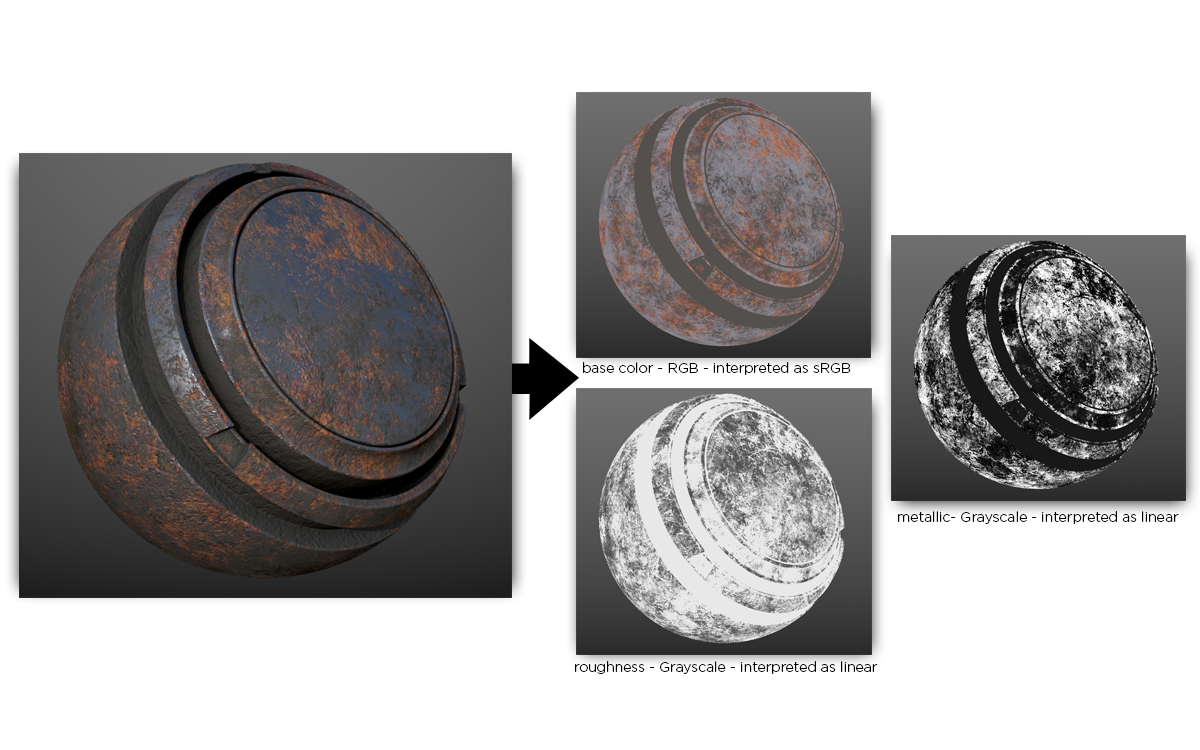 base color - RGB - interpreted as sRGB
roughness - Grayscale - interpreted as linear
metallic- Grayscale - interpreted as linear